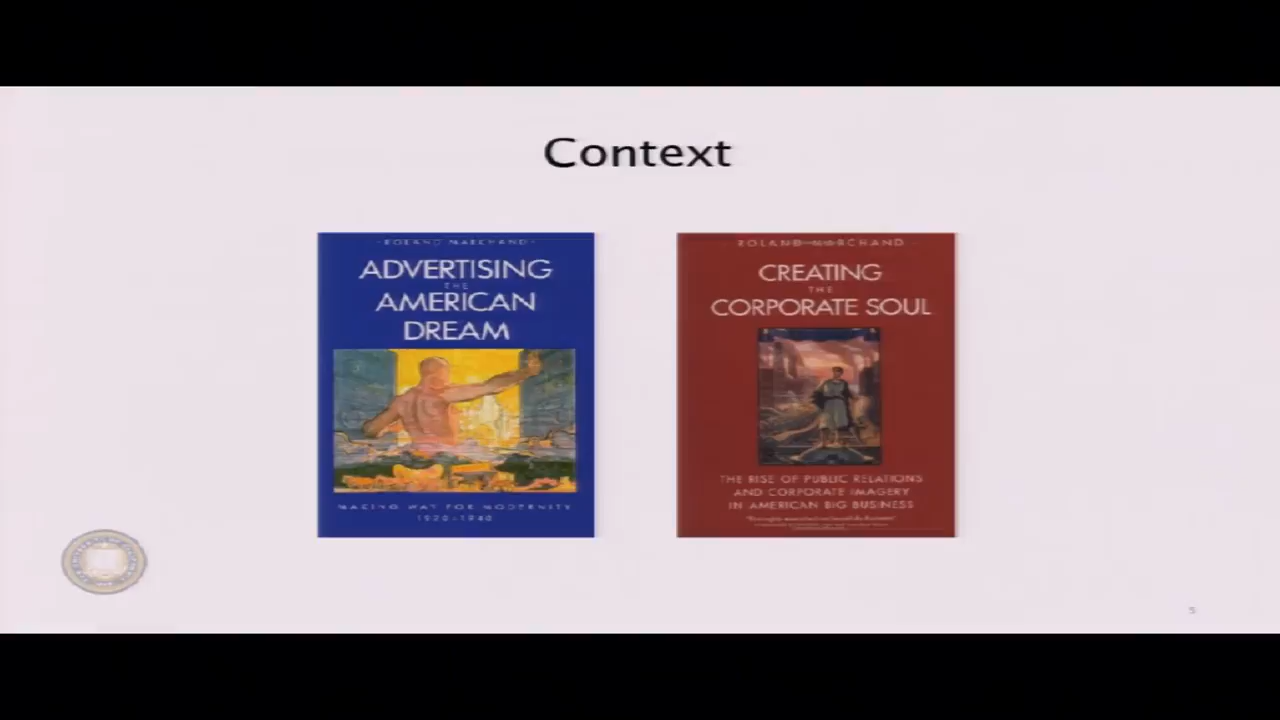 Context
ROLAND MARCHAND
ADVERTISING
THE
AMERICAN
DREAM
MAKING WAY FOR MODERNITY
1920-1940
ROLAND MARCHAND
CREATING
THE
CORPORATE SOUL
THE RISE OF PUBLIC RELATIONS
AND CORPORATE IMAGERY
IN AMERICAN BIG BUSINESS
5